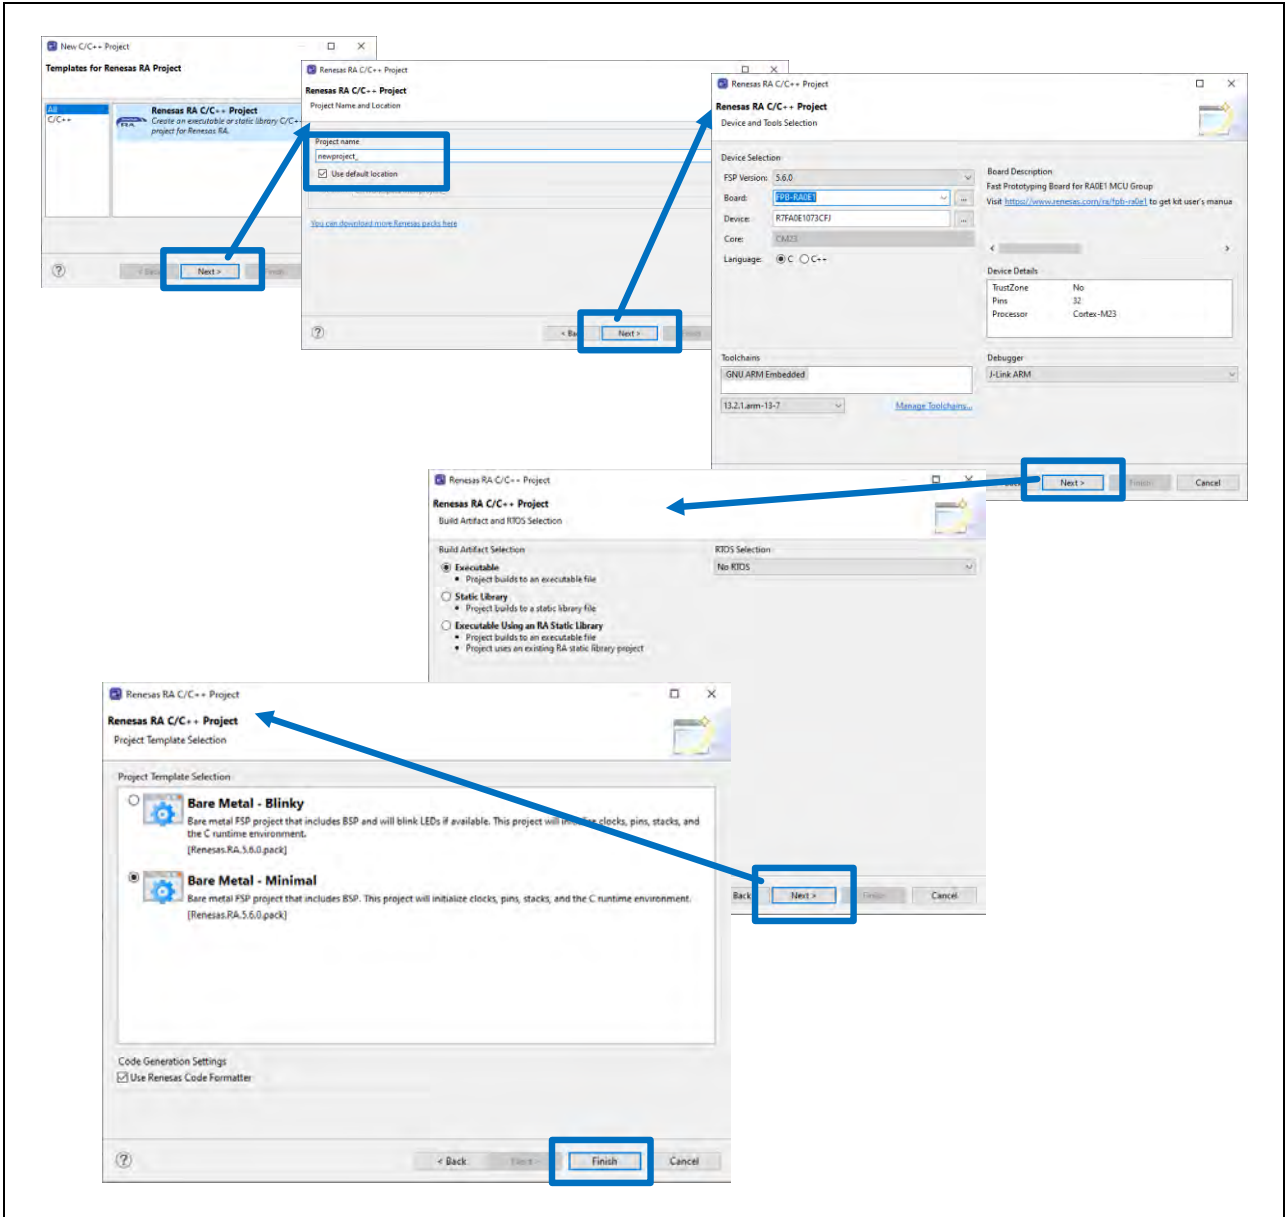 New C/C++ Project
Templates for Renesas RA Project
All
C/C++
Renesas RA C/C++ Project
Create an executable or static library C/C++
project for Renesas RA.
Next >
Renesas RA C/C++ Project
Renesas RA C/C++ Project
Project Name and Location
Project name
newproject_
Use default location
You can download more Renesas packs here
Next >
Renesas RA C/C++ Project
Renesas RA C/C++ Project
Device and Tools Selection
Device Selection
FSP Version: 5.6.0
Board: FPB-RA0E1
Device: R7FA0E1073CFJ
Core: CM23
Language: C C++
Board Description
Fast Prototyping Board for RA0E1 MCU Group
Visit https://www.renesas.com/ra/fpb-ra0e1 to get kit user's manua
Device Details
TrustZone No
Pins 32
Processor Cortex-M23
Toolchains
GNU ARM Embedded
13.2.1.arm-13-7
Manage Toolchains...
Debugger
J-Link ARM
Next >
Cancel
Renesas RA C/C++ Project
Renesas RA C/C++ Project
Build Artifact and RTOS Selection
Build Artifact Selection
Executable
• Project builds to an executable file
Static Library
• Project builds to a static library file
Executable Using an RA Static Library
• Project builds to an executable file
• Project uses an existing RA static library project
RTOS Selection
No RTOS
Back
Next >
Finish
Cancel
Renesas RA C/C++ Project
Renesas RA C/C++ Project
Project Template Selection
Project Template Selection
Bare Metal - Blinky
Bare metal FSP project that includes BSP and will blink LEDs if available. This project will initialize clocks, pins, stacks, and
the C runtime environment.
[Renesas.RA.5.6.0.pack]
Bare Metal - Minimal
Bare metal FSP project that includes BSP. This project will initialize clocks, pins, stacks, and the C runtime environment.
[Renesas.RA.5.6.0.pack]
Code Generation Settings
Use Renesas Code Formatter
< Back
Next >
Finish
Cancel